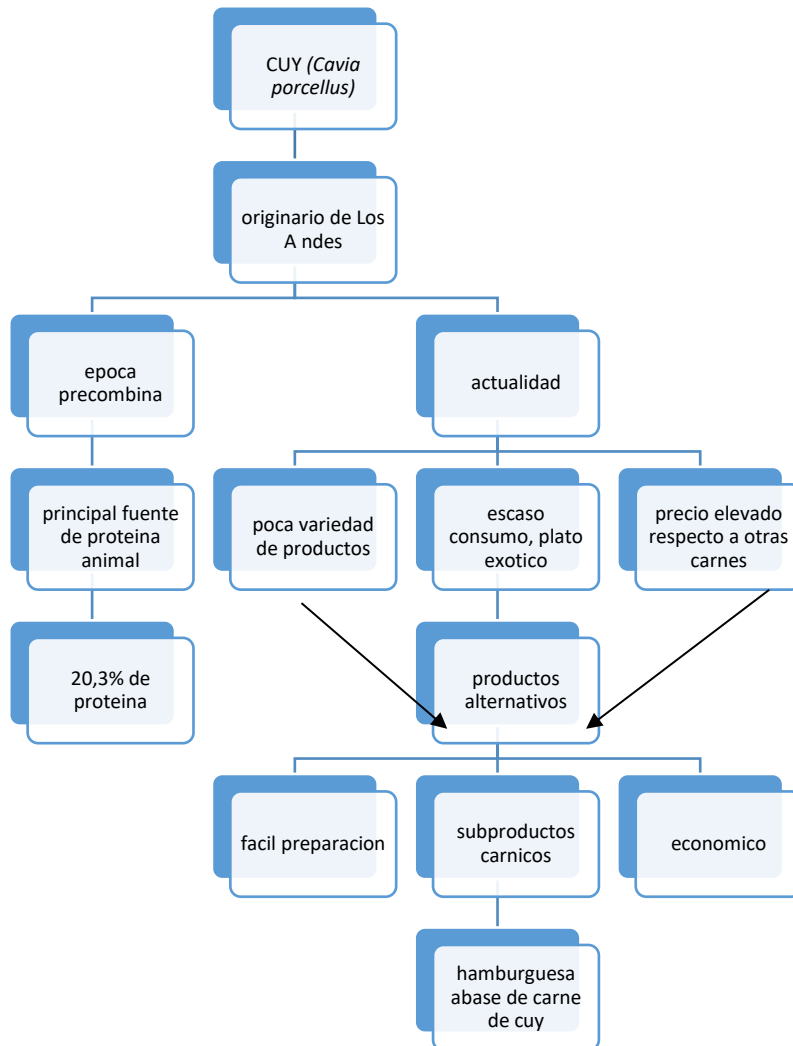 CUY (Cavia
porcellus)
originario de Los
A ndes
epoca
precombina
actualidad
principal fuente
de proteina
animal
poca variedad
de productos
escaso
consumo, plato
exotico
precio elevado
respecto a otras
carnes
20,3% de
proteina
productos
alternativos
facil preparacion
subproductos
carnicos
economico
hamburguesa
abase de carne
de cuy